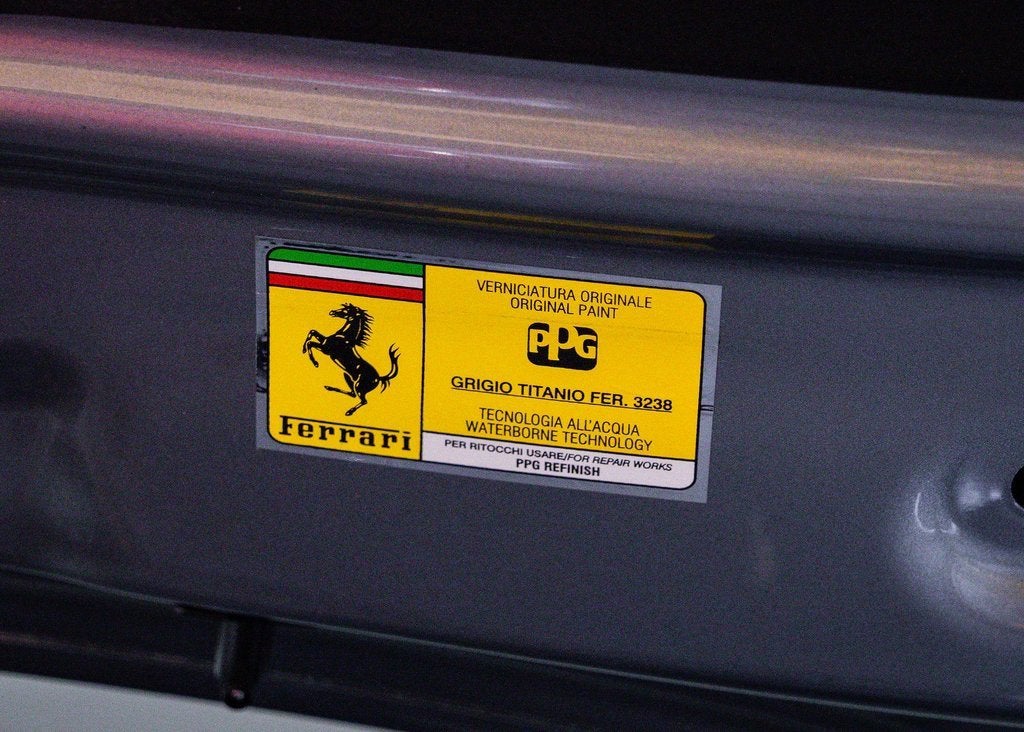 Ferrari
VERNICIATURA ORIGINALE
ORIGINAL PAINT
PPG
GRIGIO TITANIO FER. 3238
TECNOLOGIA ALL'ACQUA
WATERBORNE TECHNOLOGY
PER RITOCCHI USARE/FOR REPAIR WORKS
PPG REFINISH